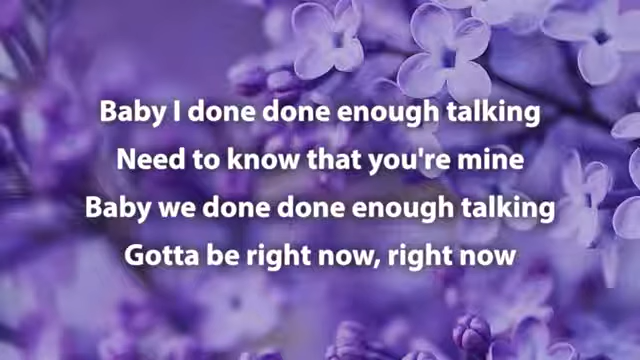 Baby I done done enough talking
Need to know that you're mine
Baby we done done enough talking
Gotta be right now, right now